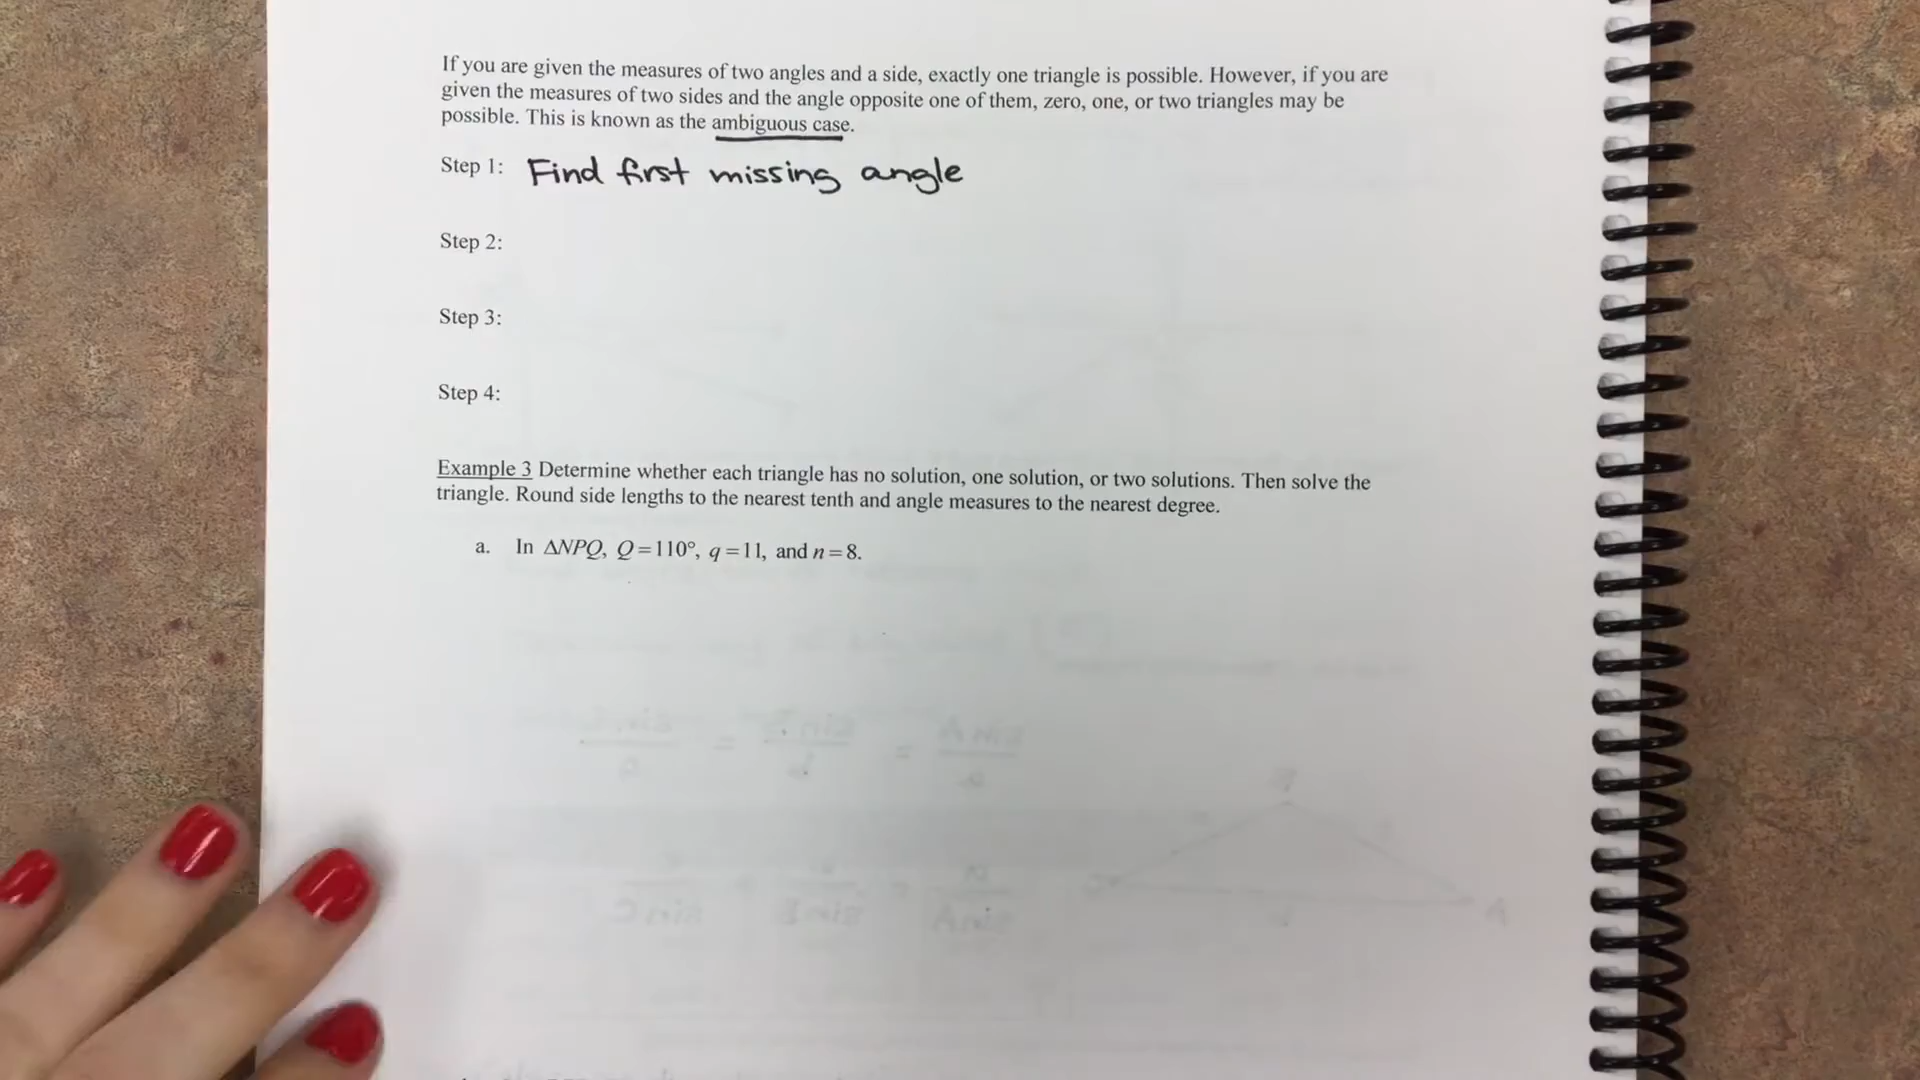 If you are given the measures of two angles and a side, exactly one triangle is possible. However, if you are
given the measures of two sides and the angle opposite one of them, zero, one, or two triangles may be
possible. This is known as the ambiguous case.
Step 1: Find first missing angle
Step 2:
Step 3:
Step 4:
Example 3 Determine whether each triangle has no solution, one solution, or two solutions. Then solve the
triangle. Round side lengths to the nearest tenth and angle measures to the nearest degree.
a. In ΔNPQ, Q=110°, q=11, and n=8.